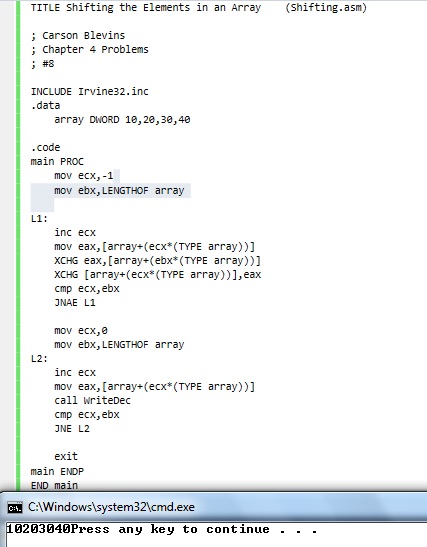 TITLE Shifting the Elements in an Array    (Shifting.asm)
; Carson Blevins
; Chapter 4 Problems
; #8
INCLUDE Irvine32.inc
.data
    array DWORD 10,20,30,40
.code
main PROC
    mov ecx,-1
    mov ebx,LENGTHOF array
L1:
    inc ecx
    mov eax,[array+(ecx*(TYPE array))]
    XCHG eax,[array+(ebx*(TYPE array))]
    XCHG [array+(ecx*(TYPE array))],eax
    cmp ecx,ebx
    JNAE L1
    mov ecx,0
    mov ebx,LENGTHOF array
L2:
    inc ecx
    mov eax,[array+(ecx*(TYPE array))]
    call WriteDec
    cmp ecx,ebx
    JNE L2
    exit
main ENDP
END main
C:\Windows\system32\cmd.exe
10203040Press any key to continue . . .